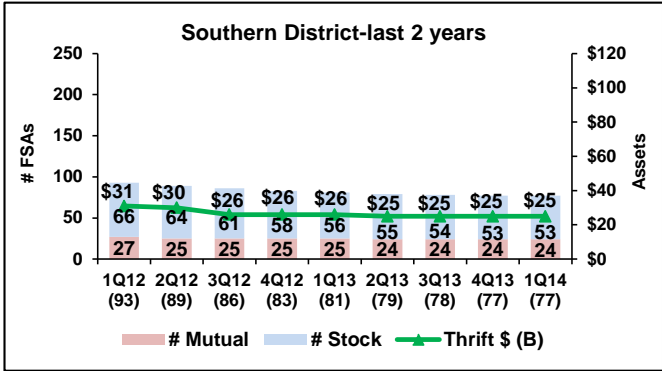 Southern District-last 2 years
250
200
150
100
50
0
# FSAs
$120
$100
$80
$60
$40
$20
$0
Assets
$31 $30 $26 $26 $26 $25 $25 $25 $25
66 64 61 58 56 55 54 53 53
27 25 25 25 25 24 24 24 24
1Q12 2Q12 3Q12 4Q12 1Q13 2Q13 3Q13 4Q13 1Q14
(93) (89) (86) (83) (81) (79) (78) (77) (77)
# Mutual # Stock Thrift $ (B)